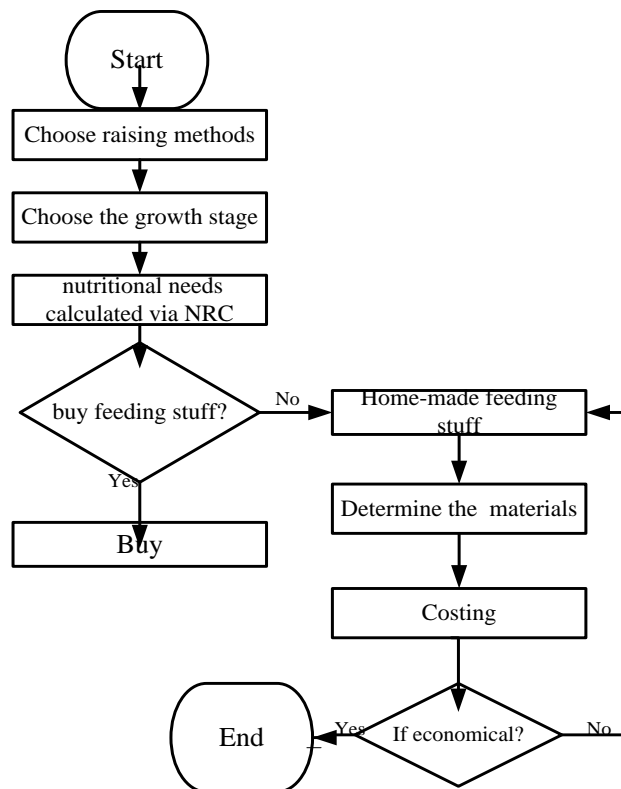 Start
Choose raising methods
Choose the growth stage
nutritional needs
calculated via NRC
buy feeding stuff?
No
Home-made feeding
stuff
Yes
Determine the materials
Buy
Costing
If economical?
Yes
No
End